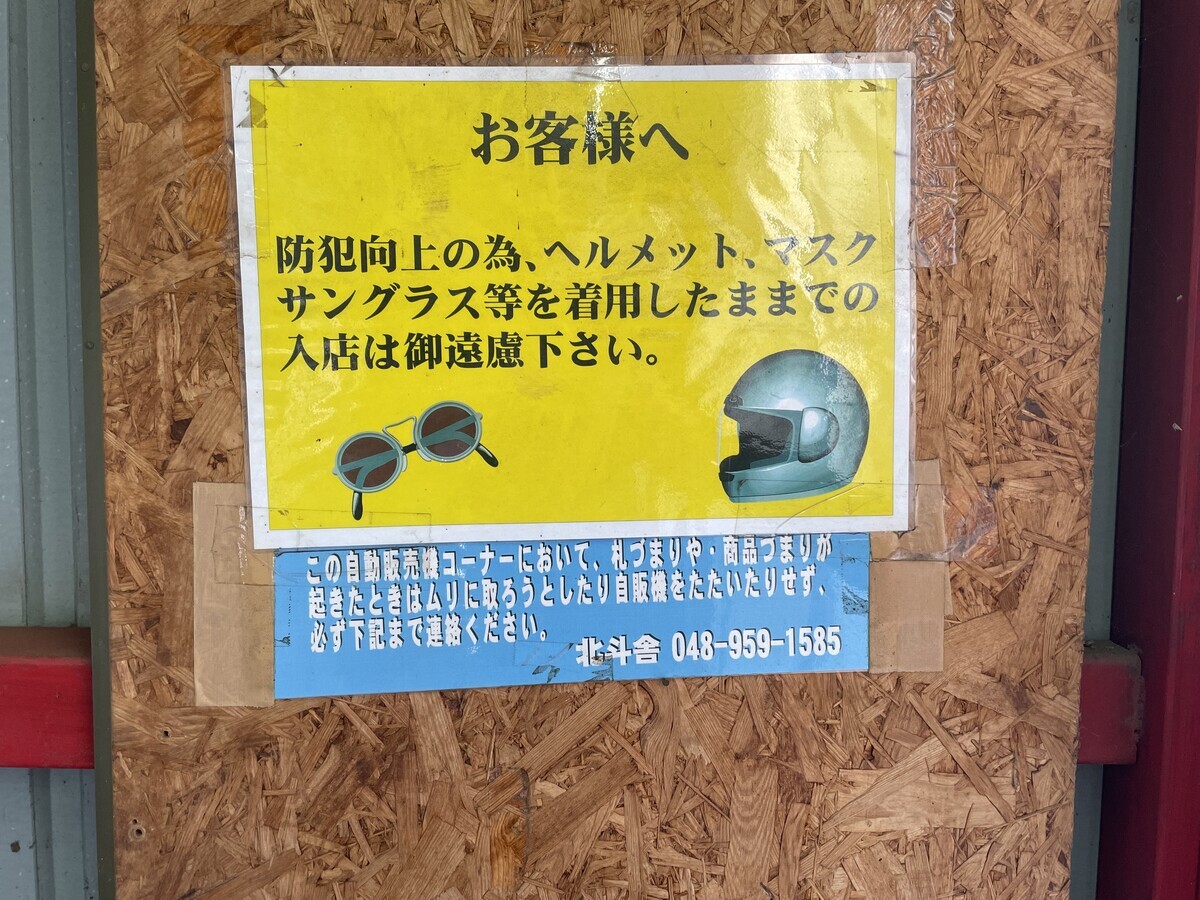 お客様へ
防犯向上の為、ヘルメット、マスク
サングラス等を着用したままでの
入店は御遠慮下さい。
この自動販売機コーナーにおいて、札づまりや・商品づまりが
起きたときはムリに取ろうとしたり自販機をたたいたりせず、
必ず下記まで連絡ください。
北斗舎 048-959-1585